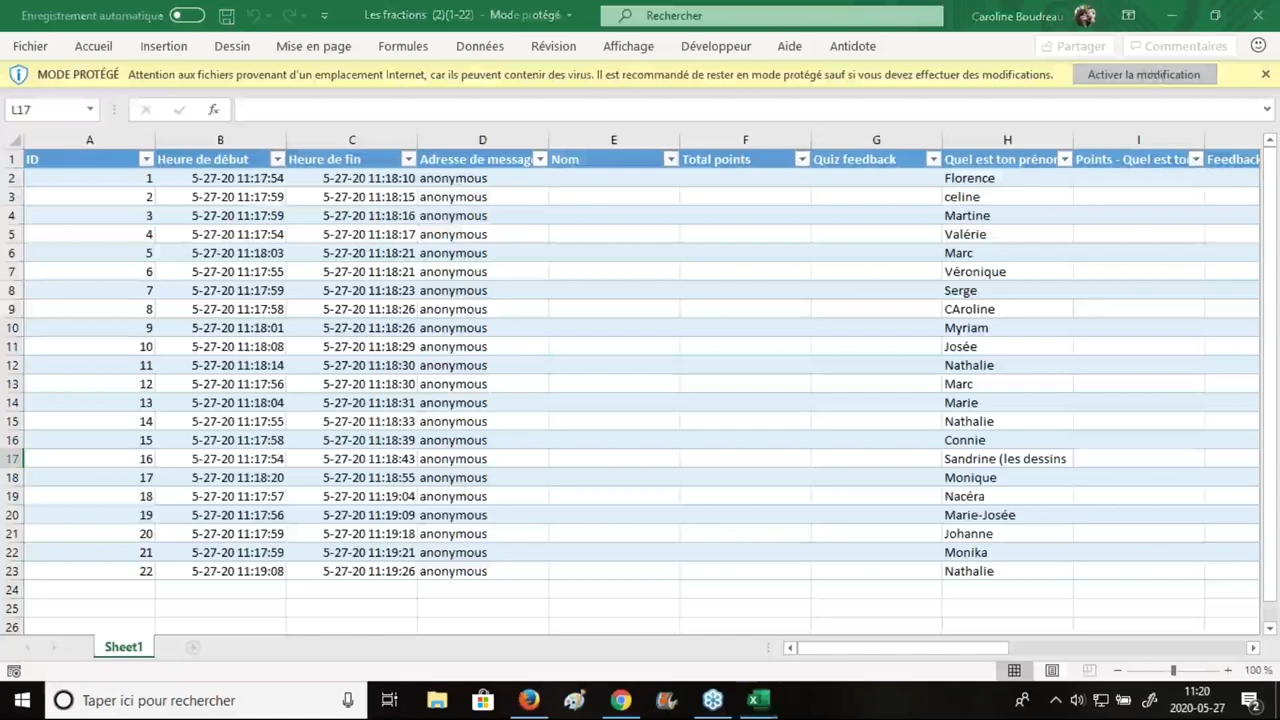 Enregistrement automatique
Les fractions (2)(1-22) - Mode protégé
Rechercher
Caroline Boudreau
Fichier Accueil Insertion Dessin Mise en page Formules Données Révision Affichage Développeur Aide Antidote Partager Commentaires
MODE PROTÉGÉ Attention aux fichiers provenant d'un emplacement Internet, car ils peuvent contenir des virus. Il est recommandé de rester en mode protégé sauf si vous devez effectuer des modifications. Activer la modification
L17 fx
A B C D E F G H I
1 ID Heure de début Heure de fin Adresse de messag Nom Total points Quiz feedback Quel est ton prénom Points - Quel est to Feedback
2 1 5-27-20 11:17:54 5-27-20 11:18:10 anonymous Florence
3 2 5-27-20 11:17:59 5-27-20 11:18:15 anonymous celine
4 3 5-27-20 11:17:59 5-27-20 11:18:16 anonymous Martine
5 4 5-27-20 11:17:54 5-27-20 11:18:17 anonymous Valérie
6 5 5-27-20 11:18:03 5-27-20 11:18:21 anonymous Marc
7 6 5-27-20 11:17:55 5-27-20 11:18:21 anonymous Véronique
8 7 5-27-20 11:17:59 5-27-20 11:18:23 anonymous Serge
9 8 5-27-20 11:17:58 5-27-20 11:18:26 anonymous CAroline
10 9 5-27-20 11:18:01 5-27-20 11:18:26 anonymous Myriam
11 10 5-27-20 11:18:08 5-27-20 11:18:29 anonymous Josée
12 11 5-27-20 11:18:14 5-27-20 11:18:30 anonymous Nathalie
13 12 5-27-20 11:17:56 5-27-20 11:18:30 anonymous Marc
14 13 5-27-20 11:18:04 5-27-20 11:18:31 anonymous Marie
15 14 5-27-20 11:17:55 5-27-20 11:18:33 anonymous Nathalie
16 15 5-27-20 11:17:58 5-27-20 11:18:39 anonymous Connie
17 16 5-27-20 11:17:54 5-27-20 11:18:43 anonymous Sandrine (les dessins
18 17 5-27-20 11:18:20 5-27-20 11:18:55 anonymous Monique
19 18 5-27-20 11:17:57 5-27-20 11:19:04 anonymous Nacéra
20 19 5-27-20 11:17:56 5-27-20 11:19:09 anonymous Marie-Josée
21 20 5-27-20 11:17:59 5-27-20 11:19:18 anonymous Johanne
22 21 5-27-20 11:17:59 5-27-20 11:19:21 anonymous Monika
23 22 5-27-20 11:19:08 5-27-20 11:19:26 anonymous Nathalie
24
25
26
Sheet1
100 %
Taper ici pour rechercher
11:20
2020-05-27
2